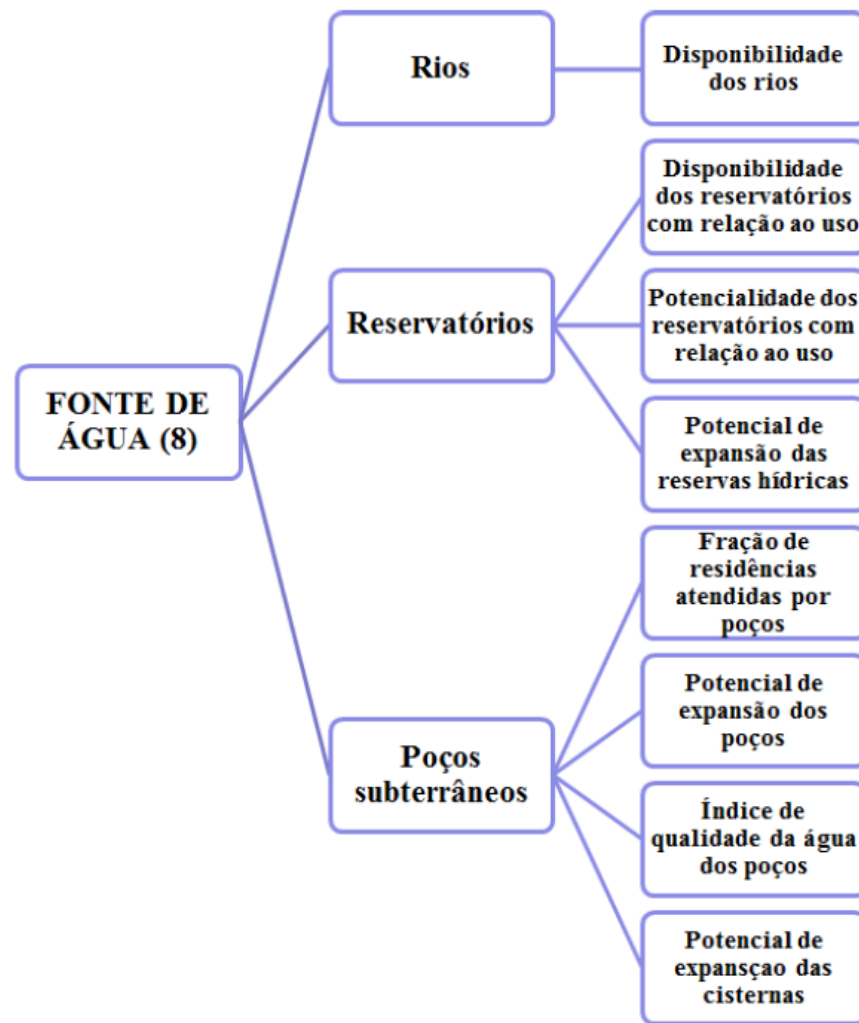 FONTE DE
ÁGUA (8)
Rios
Disponibilidade
dos rios
Reservatórios
Disponibilidade
dos reservatórios
com relação ao uso
Potencialidade dos
reservatórios com
relação ao uso
Potencial de
expansão das
reservas hídricas
Poços
subterrâneos
Fração de
residências
atendidas por
poços
Potencial de
expansão dos
poços
Índice de
qualidade da água
dos poços
Potencial de
expansçao das
cisternas